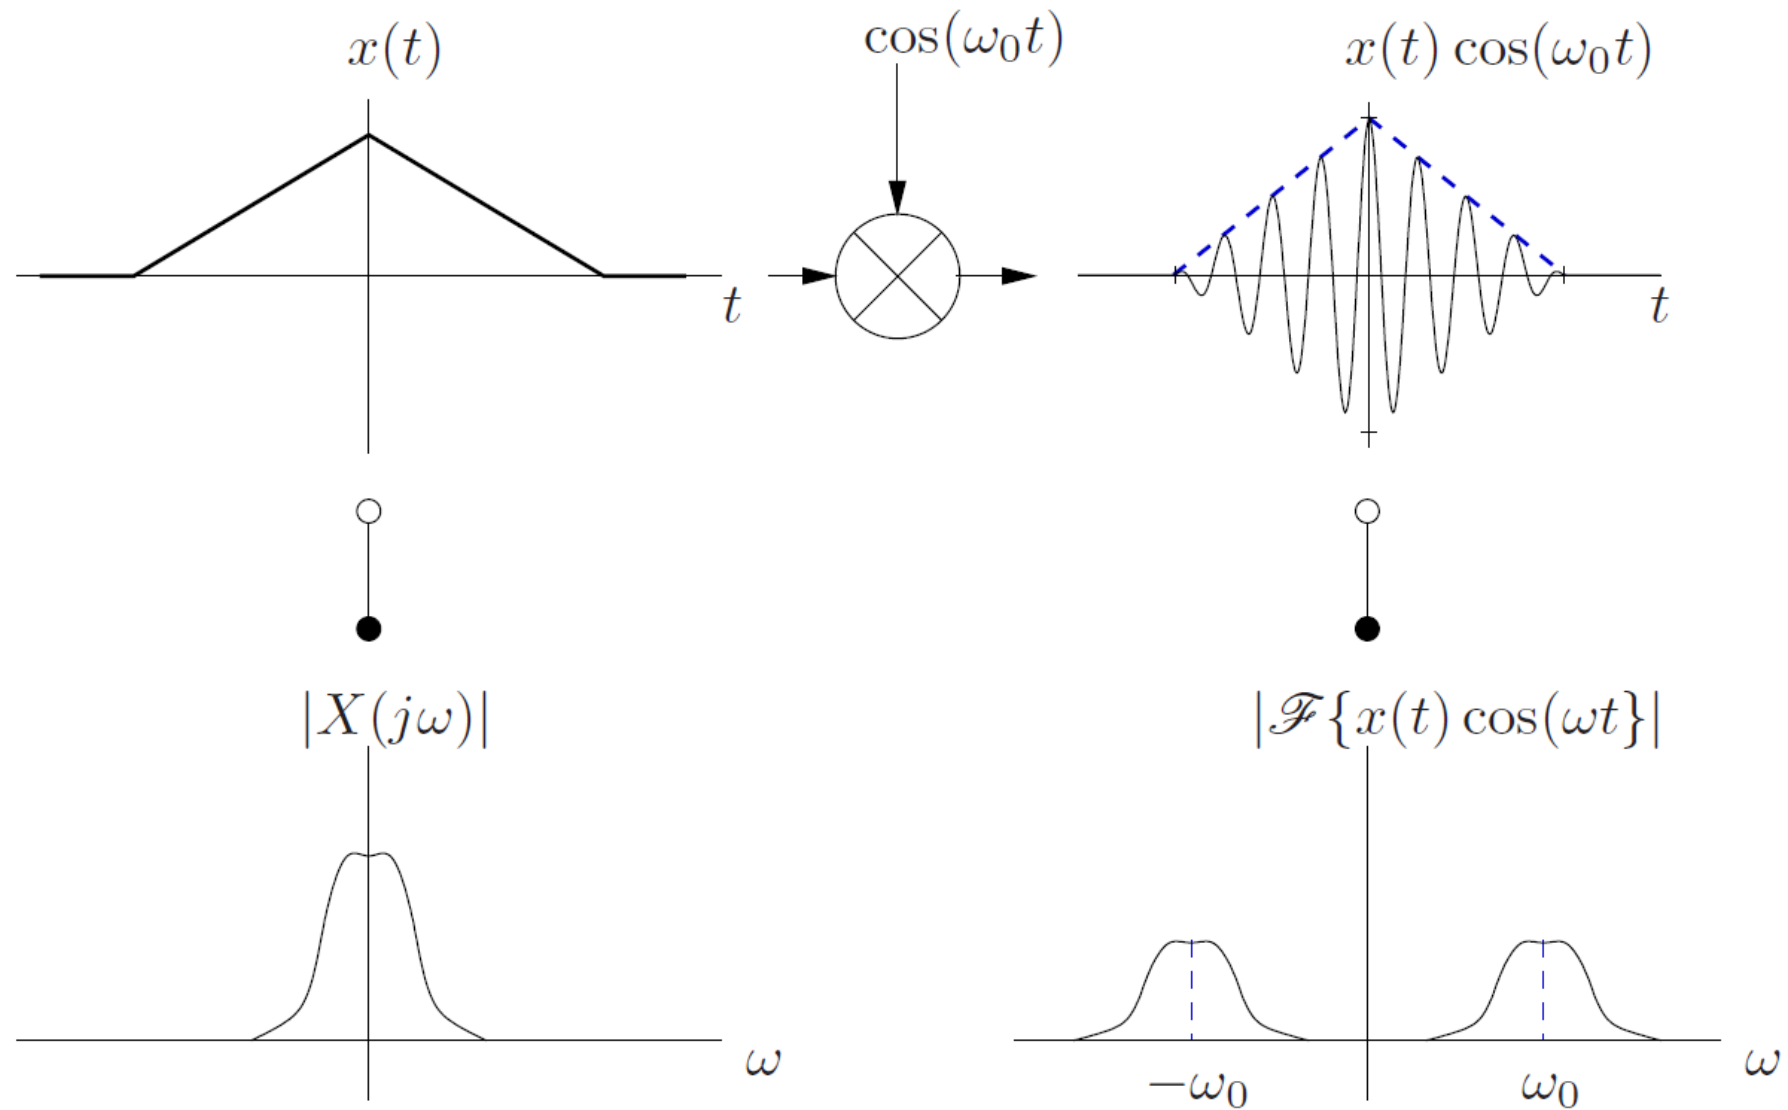 x(t)
cos(ω₀t)
x(t) cos(ω₀t)
t
t
|X(jω)|
|ℱ{x(t) cos(ωt}|
ω
−ω₀
ω₀
ω